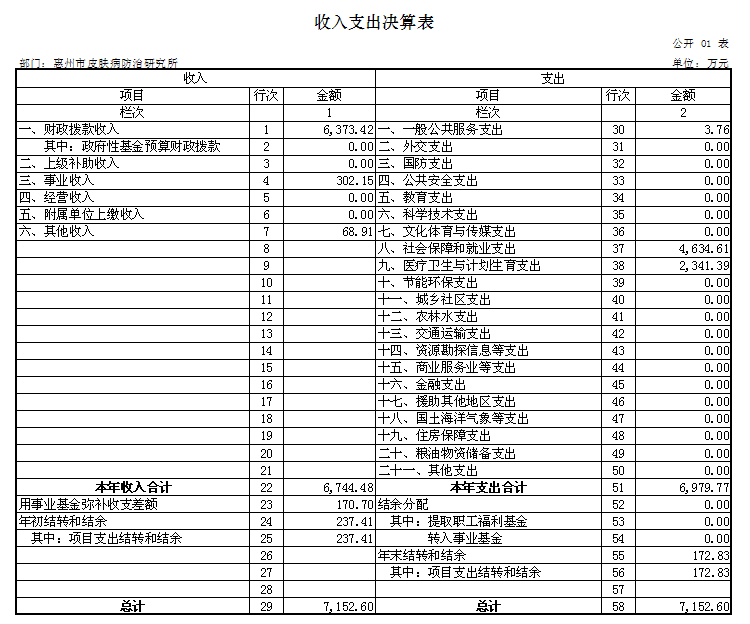 收入支出决算表
公开 01 表
部门：惠州市皮肤病防治研究所 单位：万元
收入 支出
项目 行次 金额 项目 行次 金额
栏次 1 栏次 2
一、财政拨款收入 1 6,373.42 一、一般公共服务支出 30 3.76
其中：政府性基金预算财政拨款 2 0.00 二、外交支出 31 0.00
二、上级补助收入 3 0.00 三、国防支出 32 0.00
三、事业收入 4 302.15 四、公共安全支出 33 0.00
四、经营收入 5 0.00 五、教育支出 34 0.00
五、附属单位上缴收入 6 0.00 六、科学技术支出 35 0.00
六、其他收入 7 68.91 七、文化体育与传媒支出 36 0.00
8 八、社会保障和就业支出 37 4,634.61
9 九、医疗卫生与计划生育支出 38 2,341.39
10 十、节能环保支出 39 0.00
11 十一、城乡社区支出 40 0.00
12 十二、农林水支出 41 0.00
13 十三、交通运输支出 42 0.00
14 十四、资源勘探信息等支出 43 0.00
15 十五、商业服务业等支出 44 0.00
16 十六、金融支出 45 0.00
17 十七、援助其他地区支出 46 0.00
18 十八、国土海洋气象等支出 47 0.00
19 十九、住房保障支出 48 0.00
20 二十、粮油物资储备支出 49 0.00
21 二十一、其他支出 50 0.00
本年收入合计 22 6,744.48 本年支出合计 51 6,979.77
用事业基金弥补收支差额 23 170.70 结余分配 52 0.00
年初结转和结余 24 237.41 其中：提取职工福利基金 53 0.00
其中：项目支出结转和结余 25 237.41 转入事业基金 54 0.00
26 年末结转和结余 55 172.83
27 其中：项目支出结转和结余 56 172.83
28 57
总计 29 7,152.60 总计 58 7,152.60